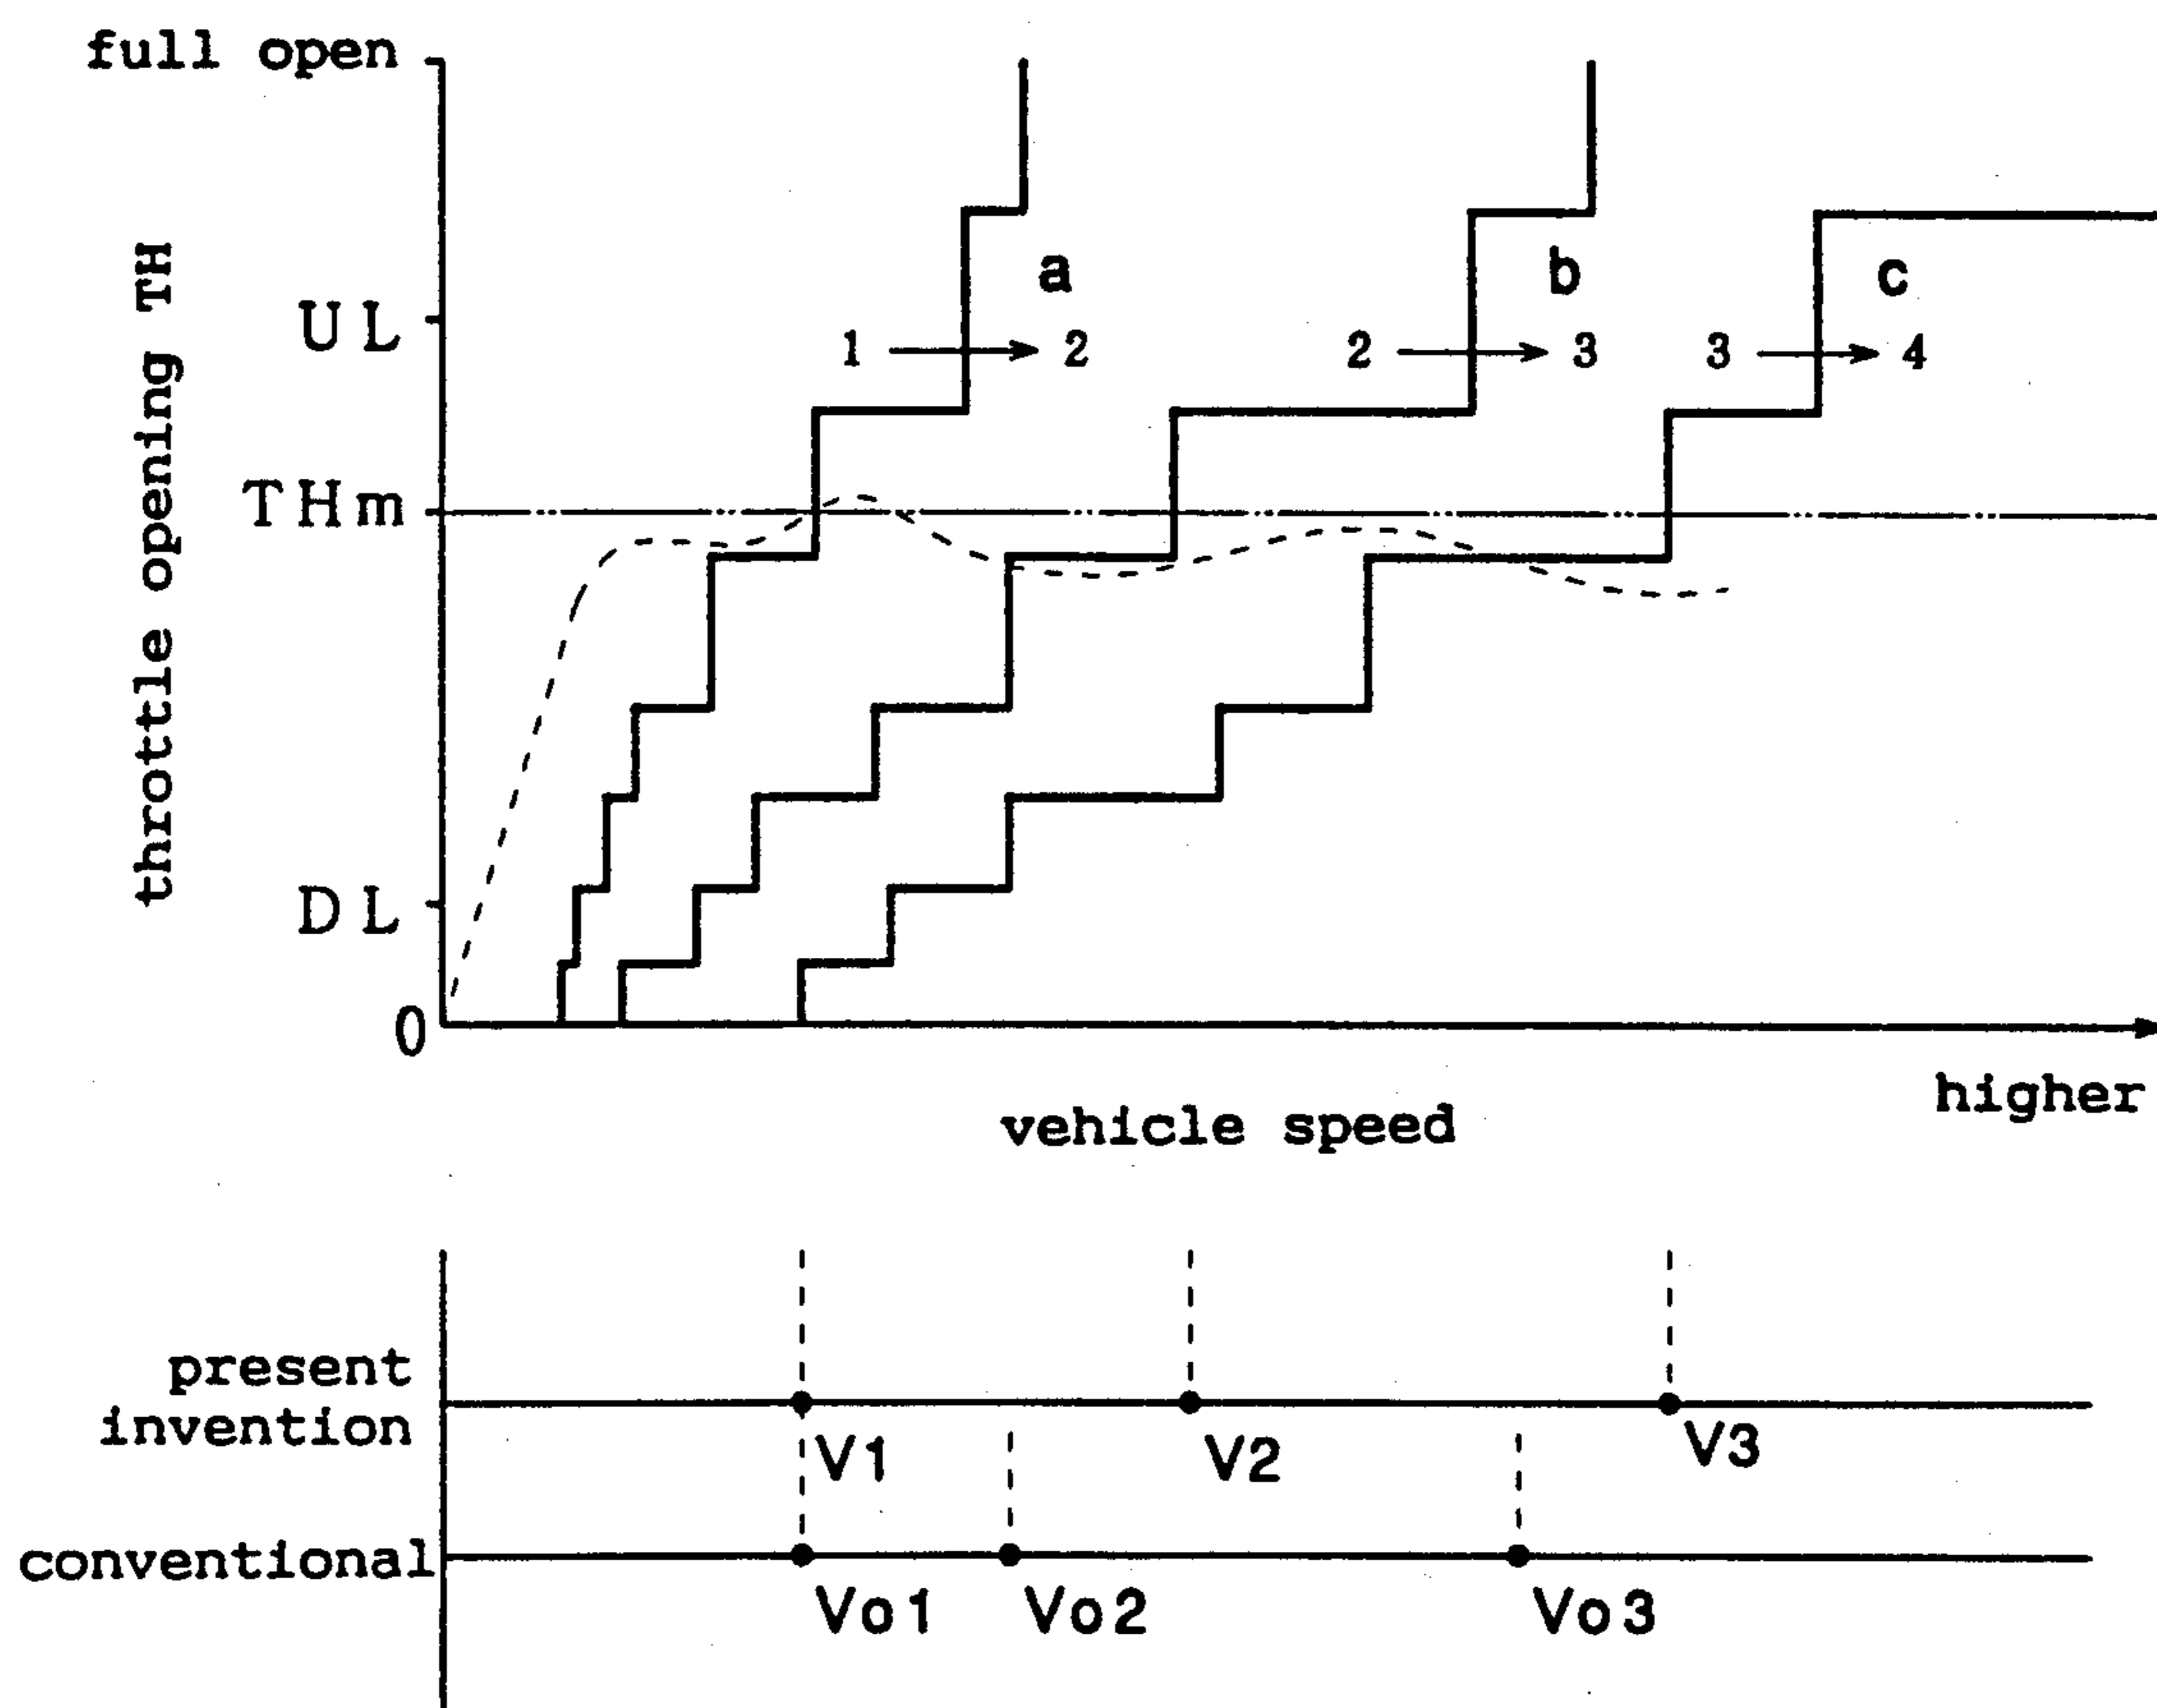 full open
throttle opening TH
UL
THm
DL
0
a
b
c
1 2
2 3
3 4
higher
vehicle speed
present
invention
V1
V2
V3
conventional
Vo1
Vo2
Vo3